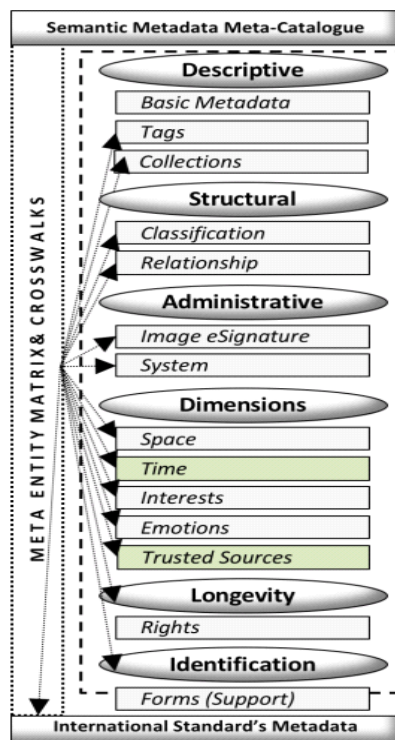 Semantic Metadata Meta-Catalogue
META ENTITY MATRIX& CROSSWALKS
Descriptive
Basic Metadata
Tags
Collections
Structural
Classification
Relationship
Administrative
Image eSignature
System
Dimensions
Space
Time
Interests
Emotions
Trusted Sources
Longevity
Rights
Identification
Forms (Support)
International Standard's Metadata